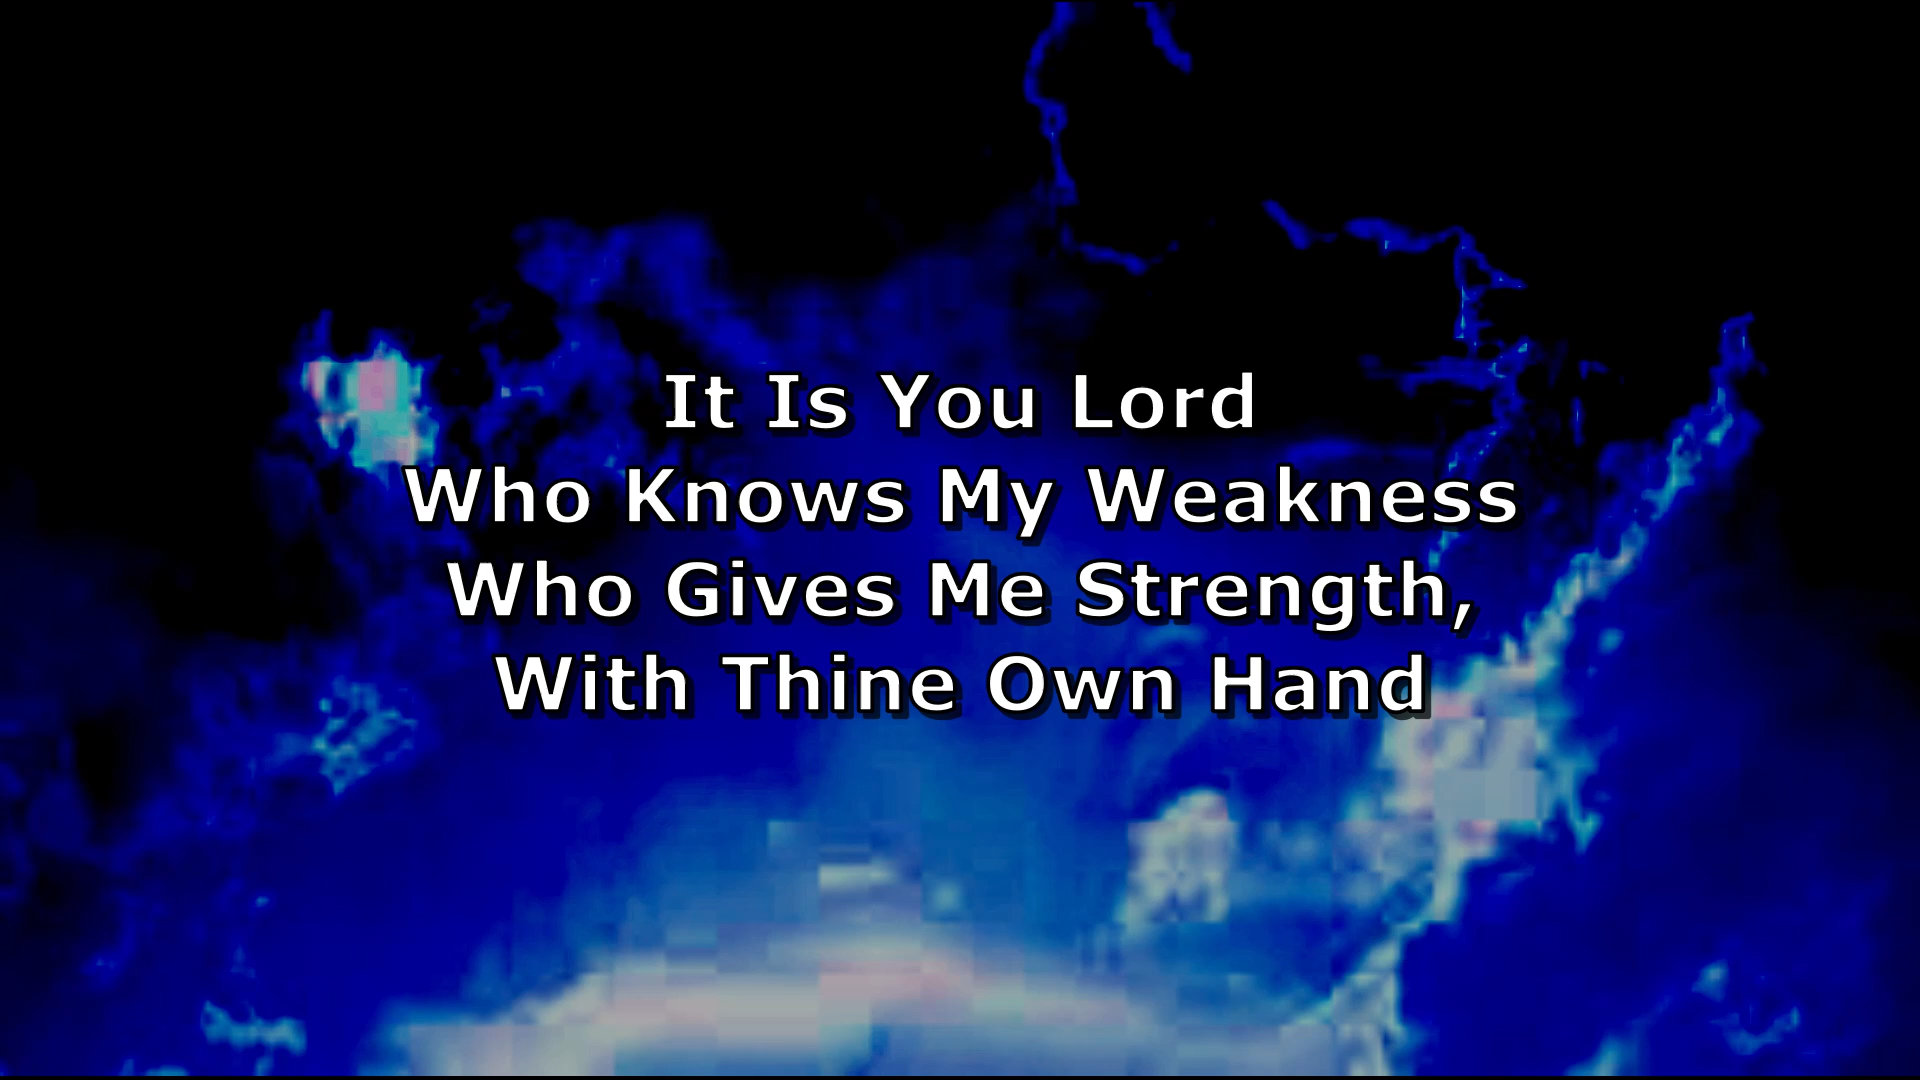 It Is You Lord
Who Knows My Weakness
Who Gives Me Strength,
With Thine Own Hand